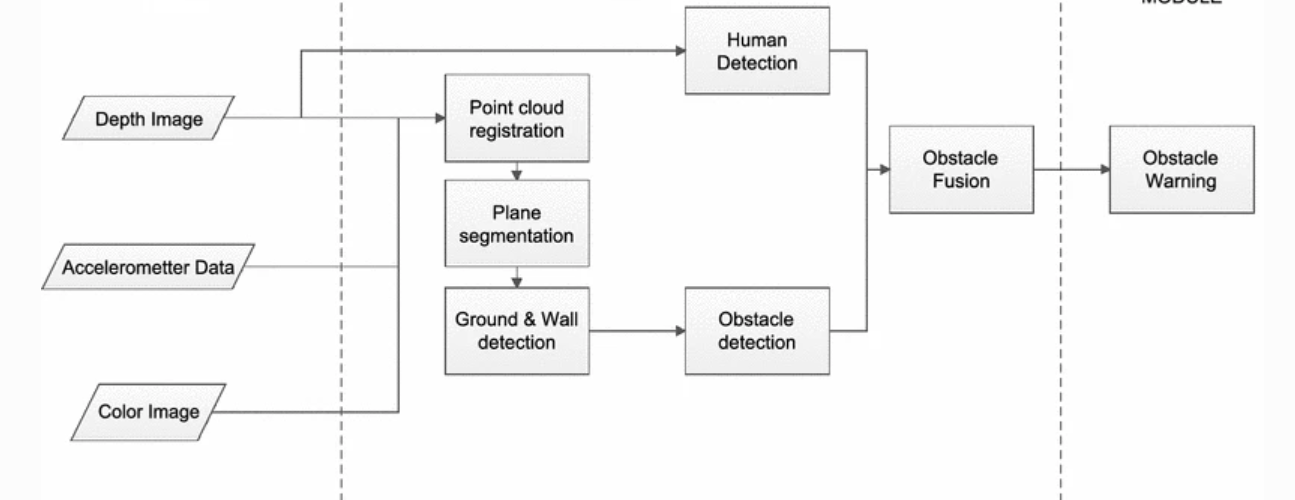 MODULE
Human
Detection
Depth Image
Point cloud
registration
Obstacle
Fusion
Obstacle
Warning
Plane
segmentation
Accelerometter Data
Ground & Wall
detection
Obstacle
detection
Color Image